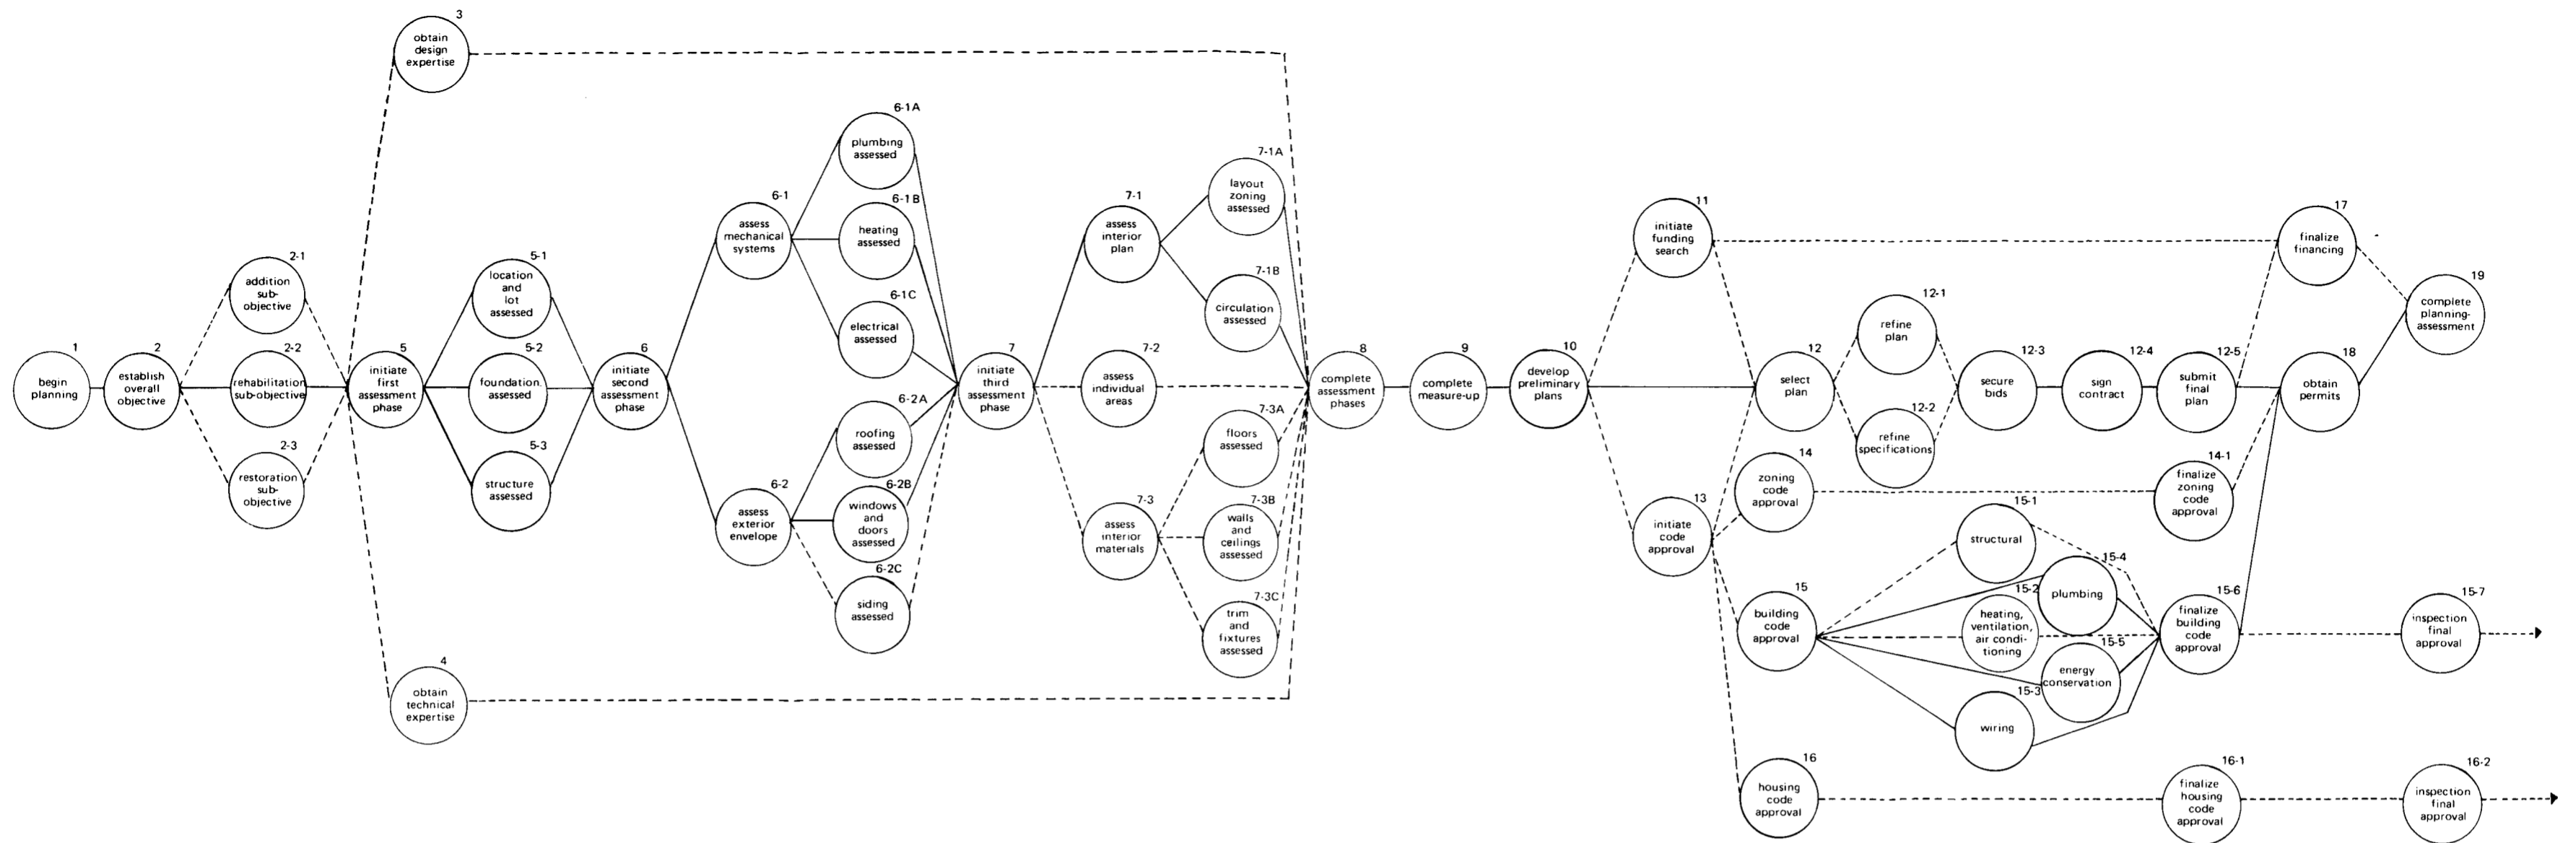 1
begin
planning
2
establish
overall
objective
2-1
addition
sub-
objective
2-2
rehabilitation
sub-objective
2-3
restoration
sub-
objective
3
obtain
design
expertise
4
obtain
technical
expertise
5
initiate
first
assessment
phase
5-1
location
and
lot
assessed
5-2
foundation.
assessed
5-3
structure
assessed
6
initiate
second
assessment
phase
6-1
assess
mechanical
systems
6-1A
plumbing
assessed
6-1B
heating
assessed
6-1C
electrical
assessed
6-2
assess
exterior
envelope
6-2A
roofing
assessed
6-2B
windows
and
doors
assessed
6-2C
siding
assessed
7
initiate
third
assessment
phase
7-1
assess
interior
plan
7-1A
layout
zoning
assessed
7-1B
circulation
assessed
7-2
assess
individual
areas
7-3
assess
interior
materials
7-3A
floors
assessed
7-3B
walls
and
ceilings
assessed
7-3C
trim
and
fixtures
assessed
8
complete
assessment
phases
9
complete
measure-up
10
develop
preliminary
plans
11
initiate
funding
search
12
select
plan
12-1
refine
plan
12-2
refine
specifications
12-3
secure
bids
12-4
sign
contract
12-5
submit
final
plan
13
initiate
code
approval
14
zoning
code
approval
14-1
finalize
zoning
code
approval
15
building
code
approval
15-1
structural
15-2
heating,
ventilation,
air condi-
tioning
15-3
wiring
15-4
plumbing
15-5
energy
conservation
15-6
finalize
building
code
approval
15-7
inspection
final
approval
16
housing
code
approval
16-1
finalize
housing
code
approval
16-2
inspection
final
approval
17
finalize
financing
18
obtain
permits
19
complete
planning-
assessment